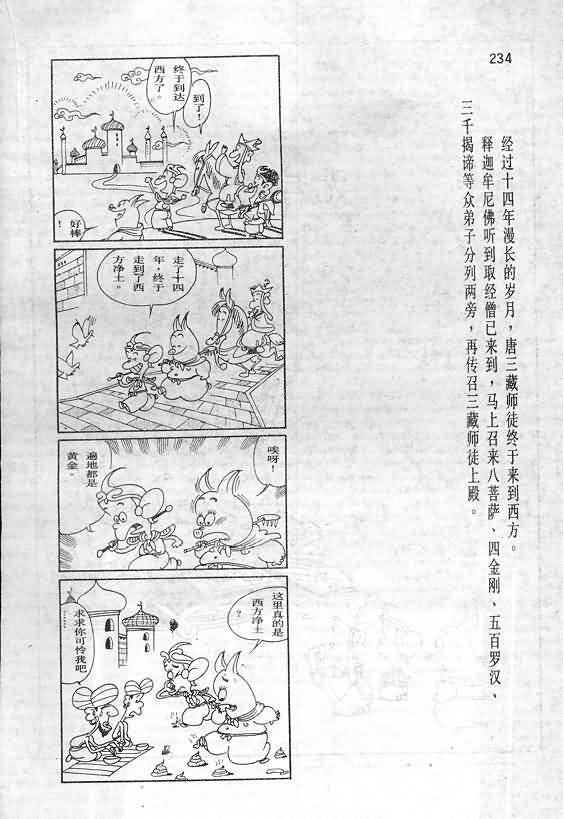 234
经过十四年漫长的岁月，唐三藏师徒终于来到西方。
释迦牟尼佛听到取经僧已来到，马上召来八菩萨、四金刚、五百罗汉、
三千揭谛等众弟子分列两旁，再传召三藏师徒上殿。
到了！
终于到达
西方了。
好棒
！
走了十四
年，终于
走到了西
方净土。
唉呀！
遍地都是
黄金。
这里真的是
西方净土
？
求求你可怜我吧
……